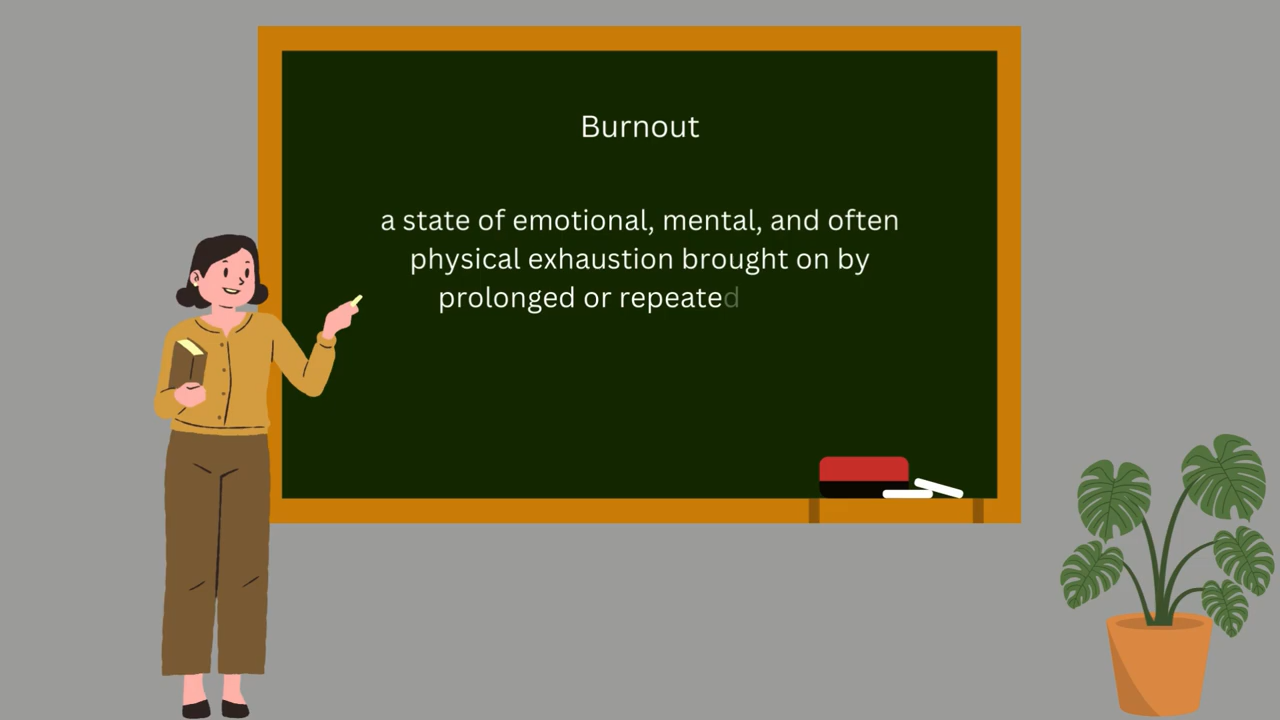 Burnout
a state of emotional, mental, and often
physical exhaustion brought on by
prolonged or repeated